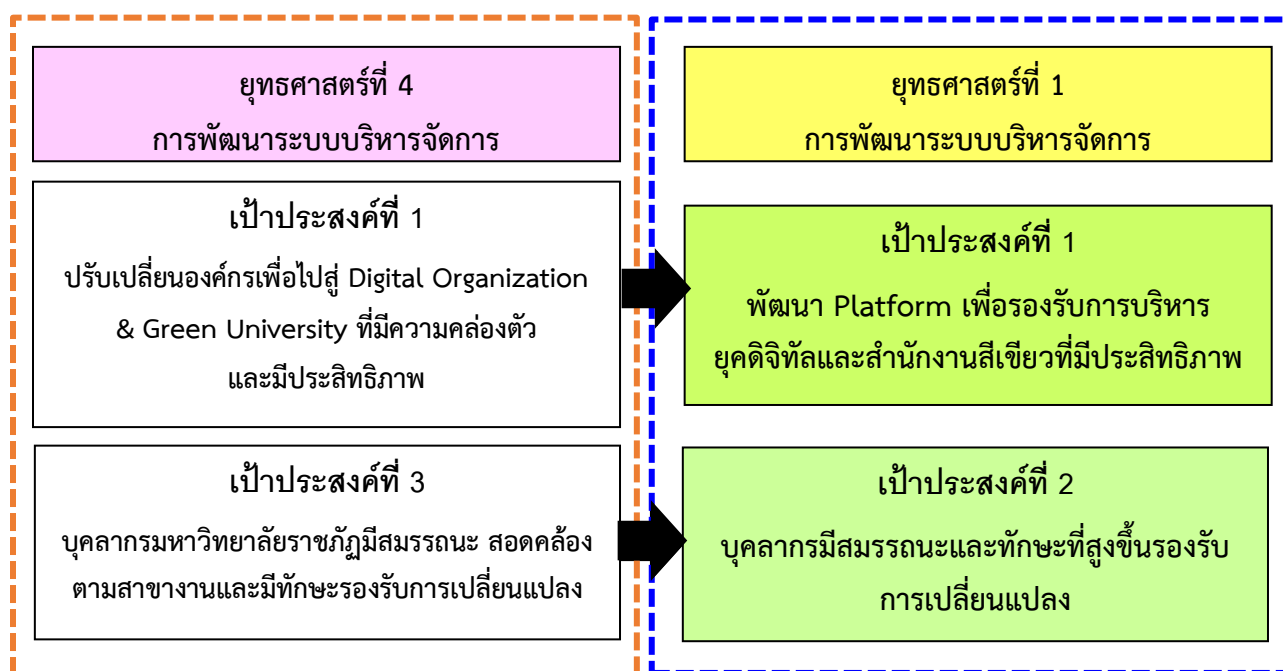 ยุทธศาสตร์ที่ 4
การพัฒนาระบบบริหารจัดการ
เป้าประสงค์ที่ 1
ปรับเปลี่ยนองค์กรเพื่อไปสู่ Digital Organization
& Green University ที่มีความคล่องตัว
และมีประสิทธิภาพ
เป้าประสงค์ที่ 3
บุคลากรมหาวิทยาลัยราชภัฏมีสมรรถนะ สอดคล้อง
ตามสาขางานและมีทักษะรองรับการเปลี่ยนแปลง
ยุทธศาสตร์ที่ 1
การพัฒนาระบบบริหารจัดการ
เป้าประสงค์ที่ 1
พัฒนา Platform เพื่อรองรับการบริหาร
ยุคดิจิทัลและสำนักงานสีเขียวที่มีประสิทธิภาพ
เป้าประสงค์ที่ 2
บุคลากรมีสมรรถนะและทักษะที่สูงขึ้นรองรับ
การเปลี่ยนแปลง